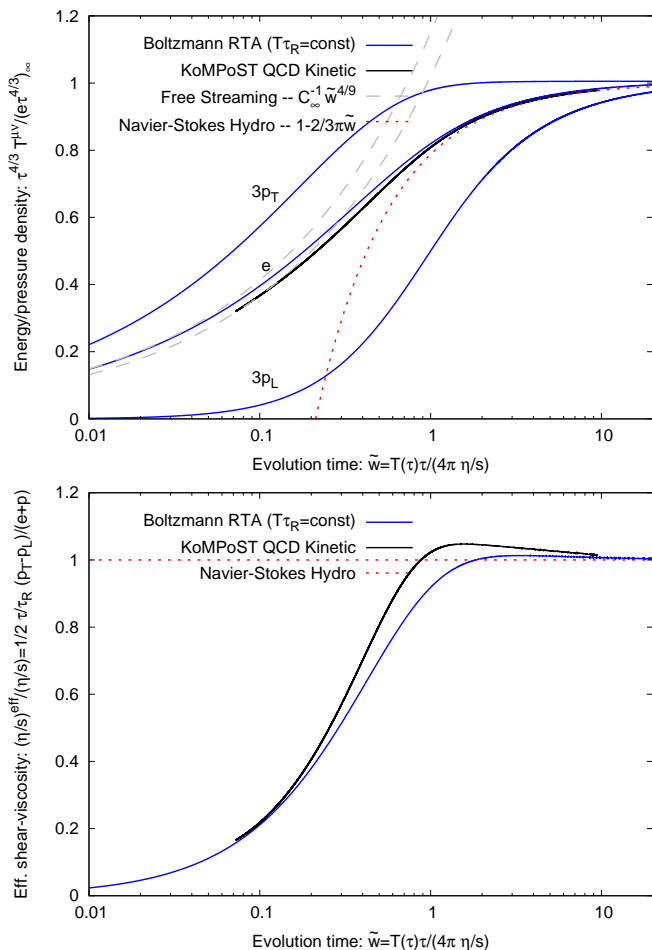 1.2
1
0.8
0.6
0.4
0.2
0
Energy/pressure density: τ^4/3 T^μν/(eτ^4/3)_∞
Boltzmann RTA (Tτ_R=const)
KoMPoST QCD Kinetic
Free Streaming -- C_∞^-1 w̃^4/9
Navier-Stokes Hydro -- 1-2/3πw̃
3p_T
e
3p_L
0.01 0.1 1 10
Evolution time: w̃=T(τ)τ/(4π η/s)
1.2
1
0.8
0.6
0.4
0.2
0
Eff. shear-viscosity: (η/s)^eff/(η/s)=1/2 τ/τ_R (p_T-p_L)/(e+p)
Boltzmann RTA (Tτ_R=const)
KoMPoST QCD Kinetic
Navier-Stokes Hydro
0.01 0.1 1 10
Evolution time: w̃=T(τ)τ/(4π η/s)